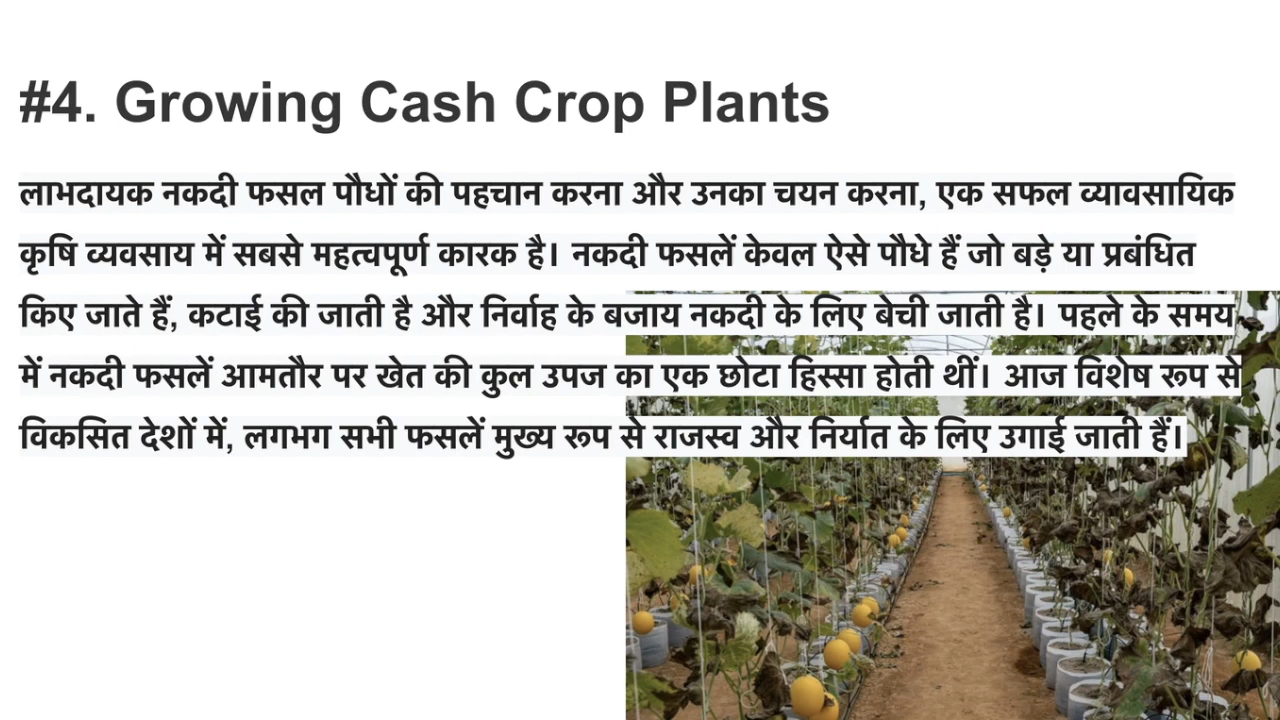 #4. Growing Cash Crop Plants
लाभदायक नकदी फसल पौधों की पहचान करना और उनका चयन करना, एक सफल व्यावसायिक
कृषि व्यवसाय में सबसे महत्वपूर्ण कारक है। नकदी फसलें केवल ऐसे पौधे हैं जो बड़े या प्रबंधित
किए जाते हैं, कटाई की जाती है और निर्वाह के बजाय नकदी के लिए बेची जाती है। पहले के समय
में नकदी फसलें आमतौर पर खेत की कुल उपज का एक छोटा हिस्सा होती थीं। आज विशेष रूप से
विकसित देशों में, लगभग सभी फसलें मुख्य रूप से राजस्व और निर्यात के लिए उगाई जाती हैं।